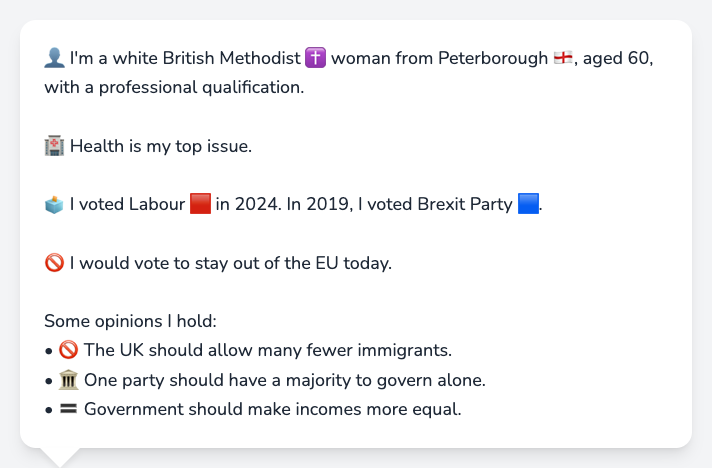 👤 I'm a white British Methodist ✝️ woman from Peterborough 🏴󠁧󠁢󠁥󠁮󠁧󠁿, aged 60,
with a professional qualification.
🏥 Health is my top issue.
🗳️ I voted Labour 🟥 in 2024. In 2019, I voted Brexit Party 🟦.
🚫 I would vote to stay out of the EU today.
Some opinions I hold:
• 🚫 The UK should allow many fewer immigrants.
• 🏛️ One party should have a majority to govern alone.
• 🟰 Government should make incomes more equal.